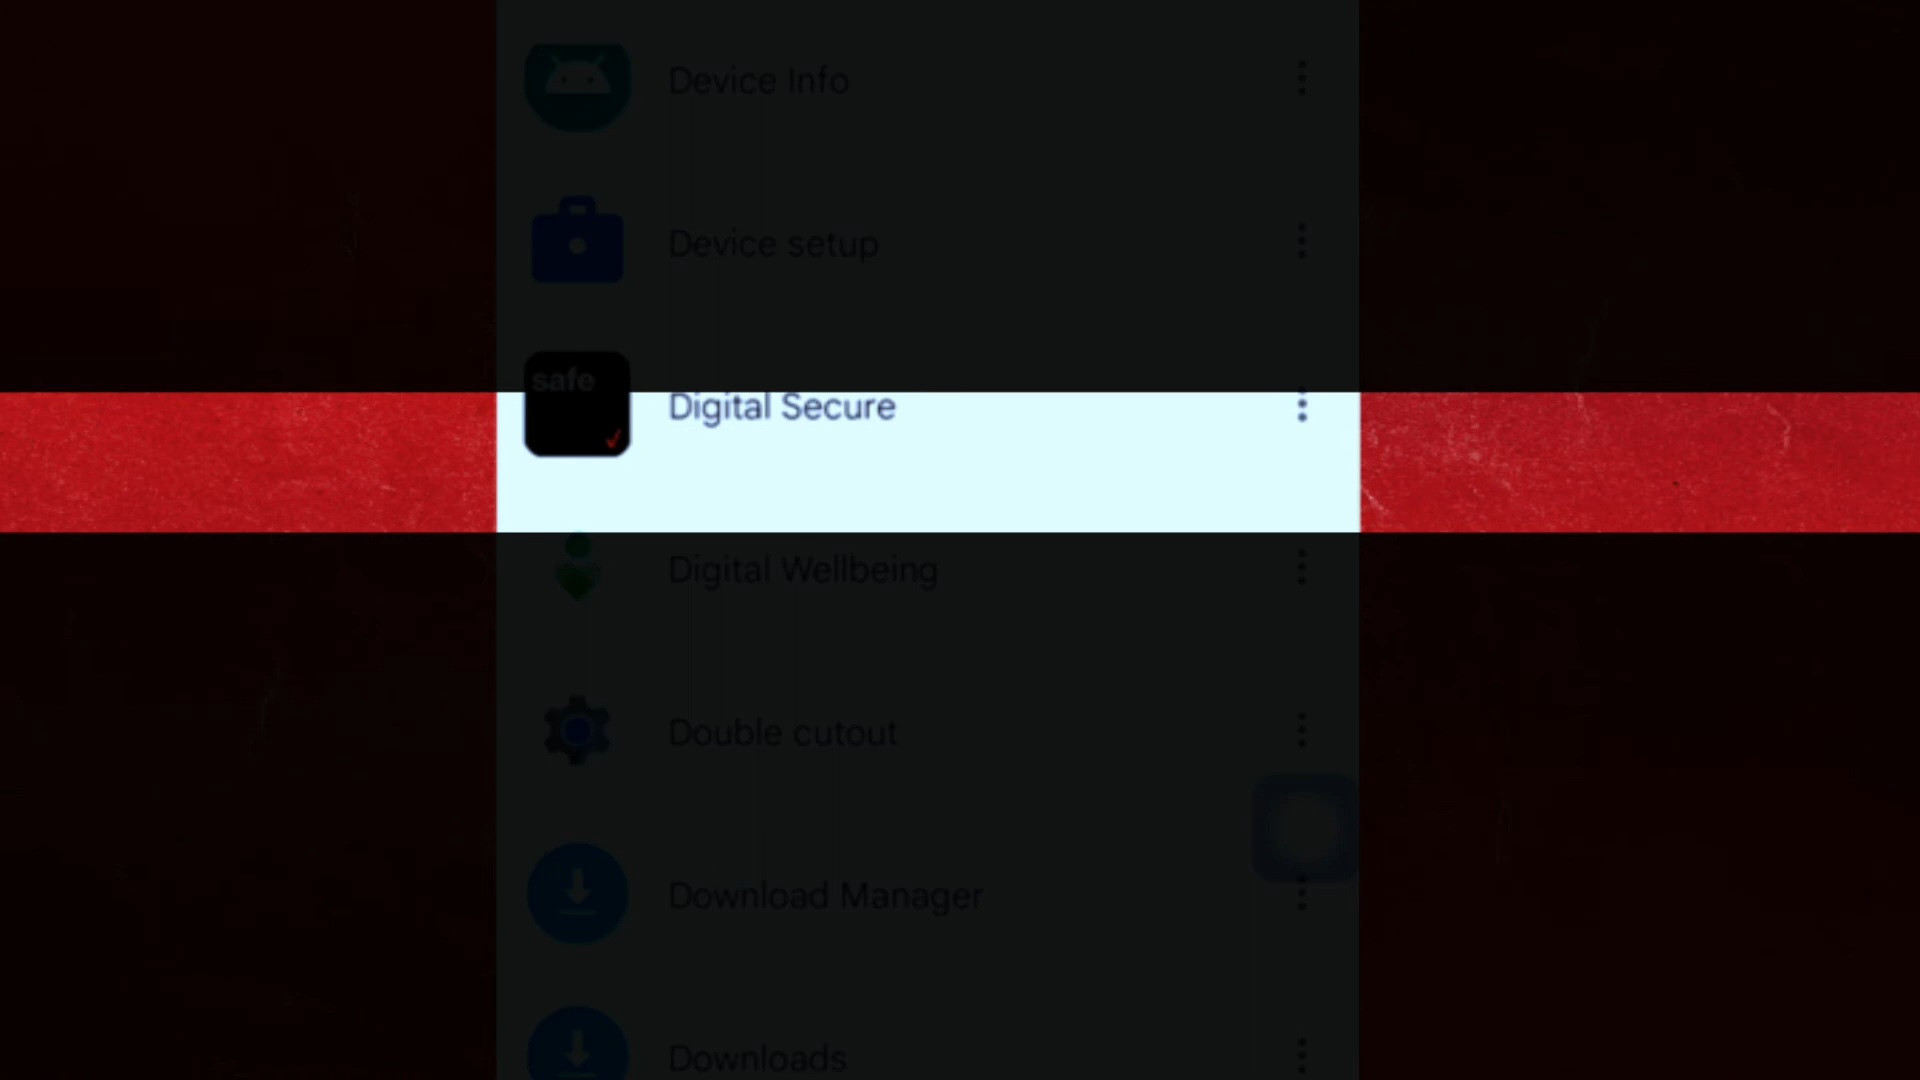 Device Info
Device setup
safe
Digital Secure
Digital Wellbeing
Double cutout
Download Manager
Downloads